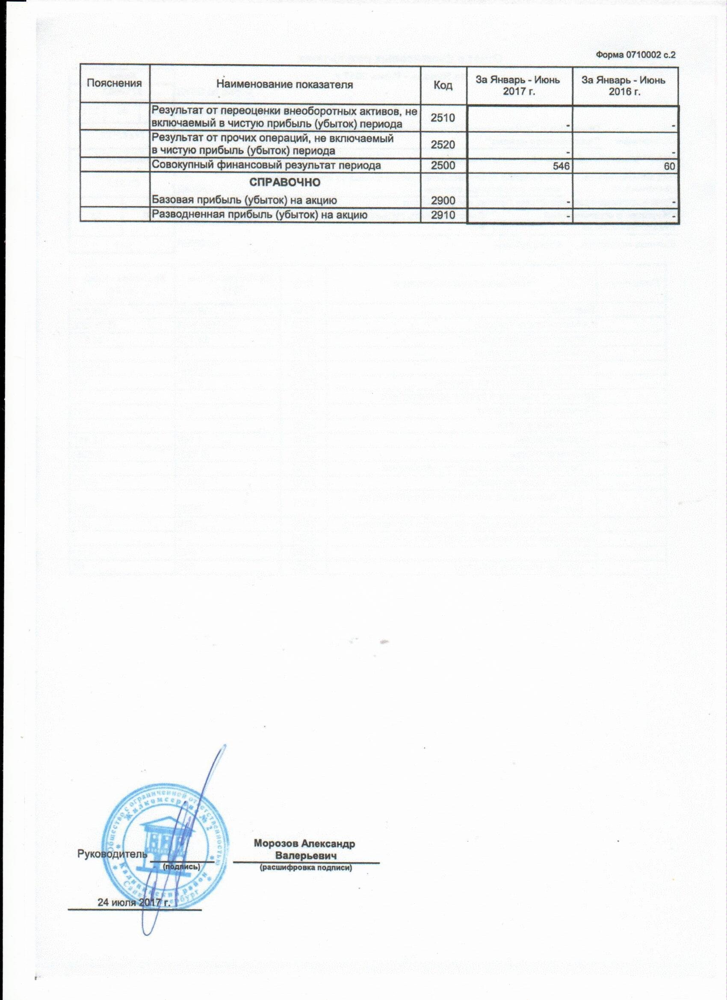 Форма 0710002 с.2
Пояснения
Наименование показателя
Код
За Январь - Июнь
2017 г.
За Январь - Июнь
2016 г.
Результат от переоценки внеоборотных активов, не
включаемый в чистую прибыль (убыток) периода
2510
-
-
Результат от прочих операций, не включаемый
в чистую прибыль (убыток) периода
2520
-
-
Совокупный финансовый результат периода
2500
546
60
СПРАВОЧНО
Базовая прибыль (убыток) на акцию
2900
-
-
Разводненная прибыль (убыток) на акцию
2910
-
-
Общество с ограниченной ответственностью
Жилкомсервис № 2
Калининский район
Санкт-Петербург
Руководитель
(подпись)
Морозов Александр
Валерьевич
(расшифровка подписи)
24 июля 2017 г.